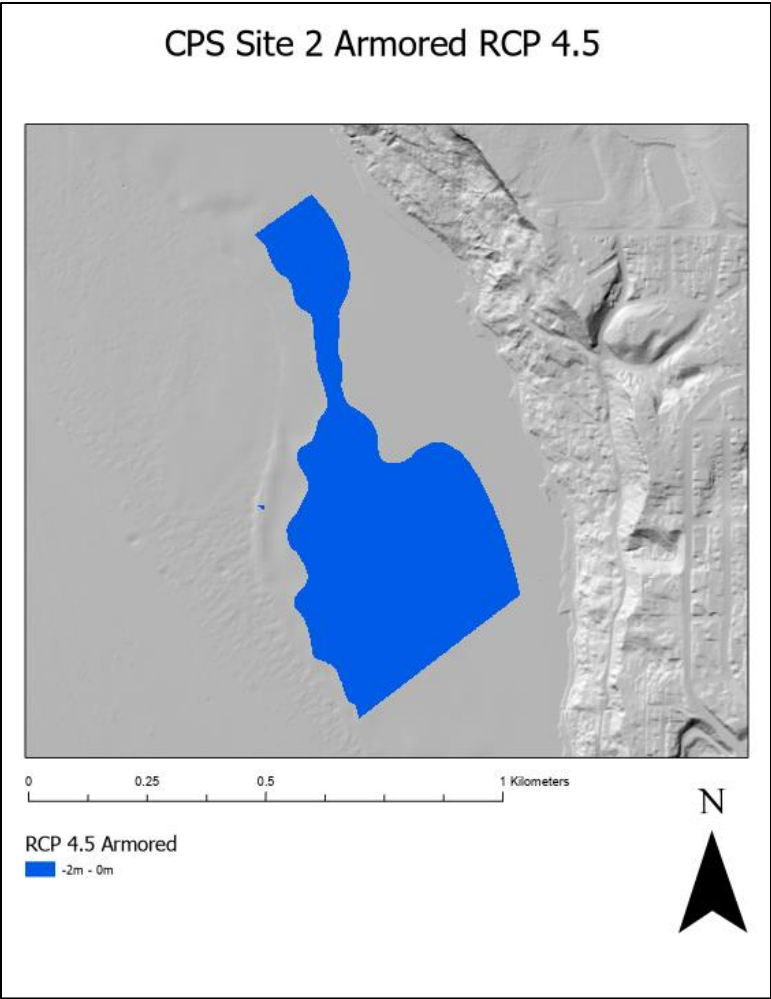 CPS Site 2 Armored RCP 4.5
0 0.25 0.5 1 Kilometers
N
RCP 4.5 Armored
-2m - 0m